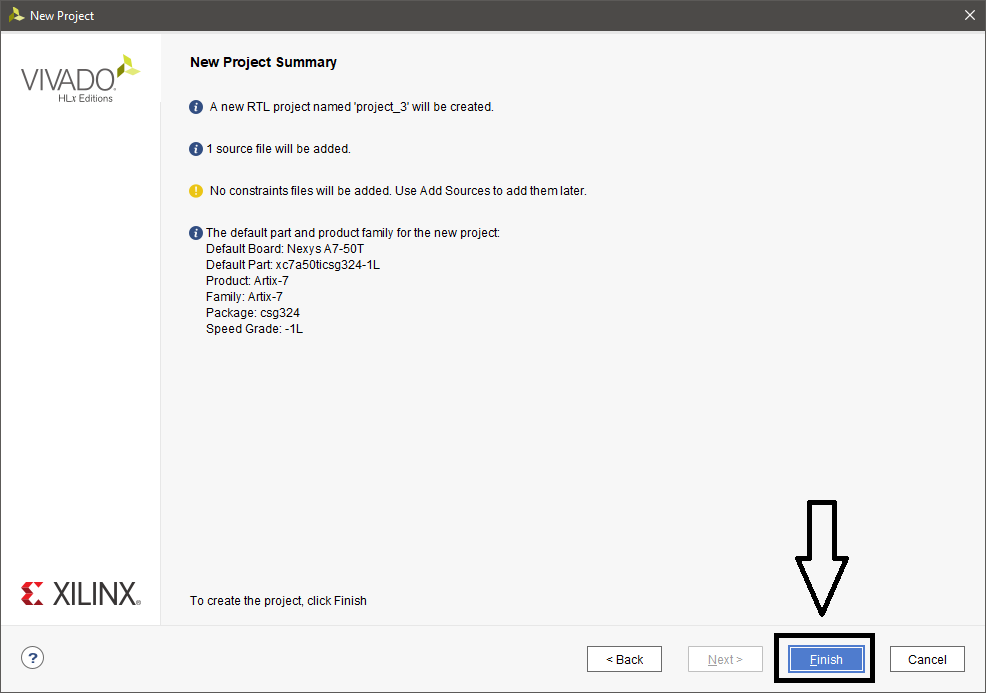 New Project
VIVADO
HLx Editions
New Project Summary
A new RTL project named 'project_3' will be created.
1 source file will be added.
No constraints files will be added. Use Add Sources to add them later.
The default part and product family for the new project:
Default Board: Nexys A7-50T
Default Part: xc7a50ticsg324-1L
Product: Artix-7
Family: Artix-7
Package: csg324
Speed Grade: -1L
XILINX®
To create the project, click Finish
?
< Back
Next >
Finish
Cancel